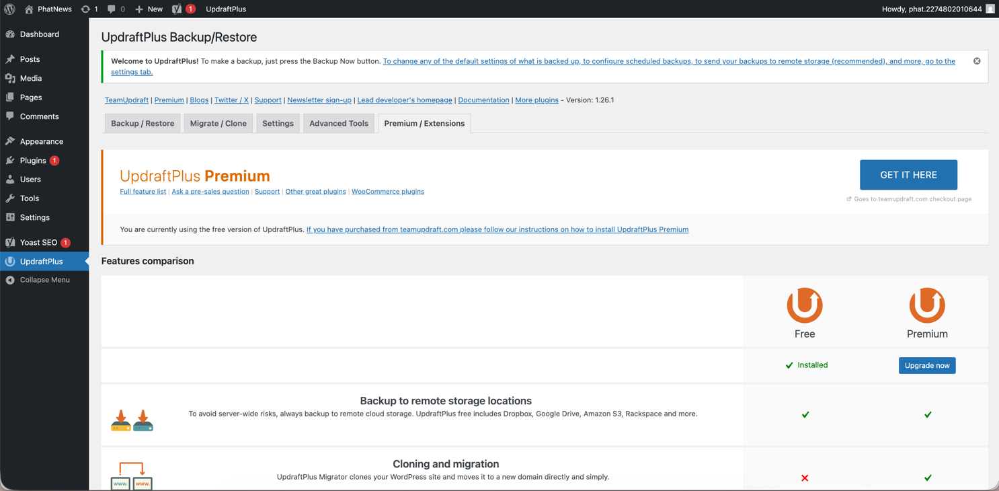 PhatNews
1
0
New
1
UpdraftPlus
Howdy, phat.2274802010644
Dashboard
Posts
Media
Pages
Comments
Appearance
Plugins 1
Users
Tools
Settings
Yoast SEO 1
UpdraftPlus
Collapse Menu
UpdraftPlus Backup/Restore
Welcome to UpdraftPlus! To make a backup, just press the Backup Now button. To change any of the default settings of what is backed up, to configure scheduled backups, to send your backups to remote storage (recommended), and more, go to the
settings tab.
TeamUpdraft | Premium | Blogs | Twitter / X | Support | Newsletter sign-up | Lead developer's homepage | Documentation | More plugins - Version: 1.26.1
Backup / Restore
Migrate / Clone
Settings
Advanced Tools
Premium / Extensions
UpdraftPlus Premium
Full feature list | Ask a pre-sales question | Support | Other great plugins | WooCommerce plugins
GET IT HERE
Goes to teamupdraft.com checkout page
You are currently using the free version of UpdraftPlus. If you have purchased from teamupdraft.com please follow our instructions on how to install UpdraftPlus Premium
Features comparison
Free
Premium
Installed
Upgrade now
Backup to remote storage locations
To avoid server-wide risks, always backup to remote cloud storage. UpdraftPlus free includes Dropbox, Google Drive, Amazon S3, Rackspace and more.
Cloning and migration
UpdraftPlus Migrator clones your WordPress site and moves it to a new domain directly and simply.
www.
www.